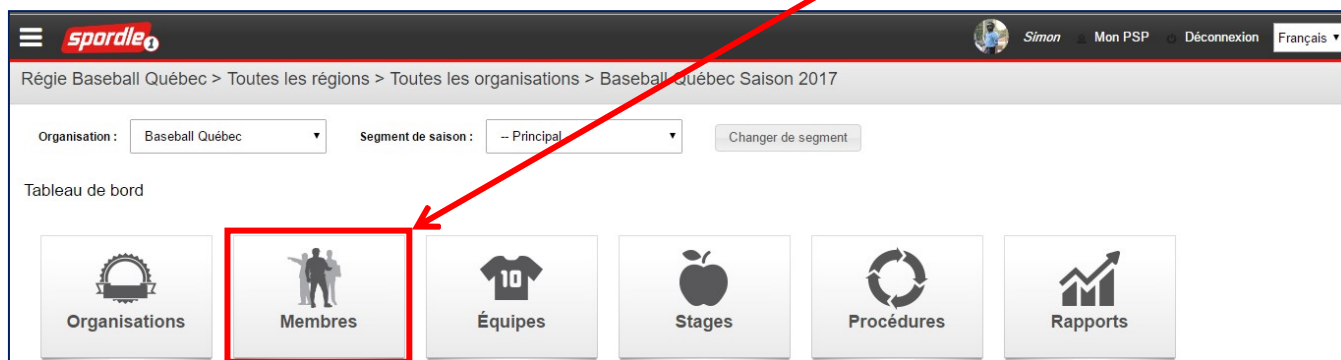 spordle1 Simon Mon PSP Déconnexion Français
Régie Baseball Québec > Toutes les régions > Toutes les organisations > Baseball Québec Saison 2017
Organisation : Baseball Québec Segment de saison : -- Principal Changer de segment
Tableau de bord
10
Organisations Membres Équipes Stages Procédures Rapports